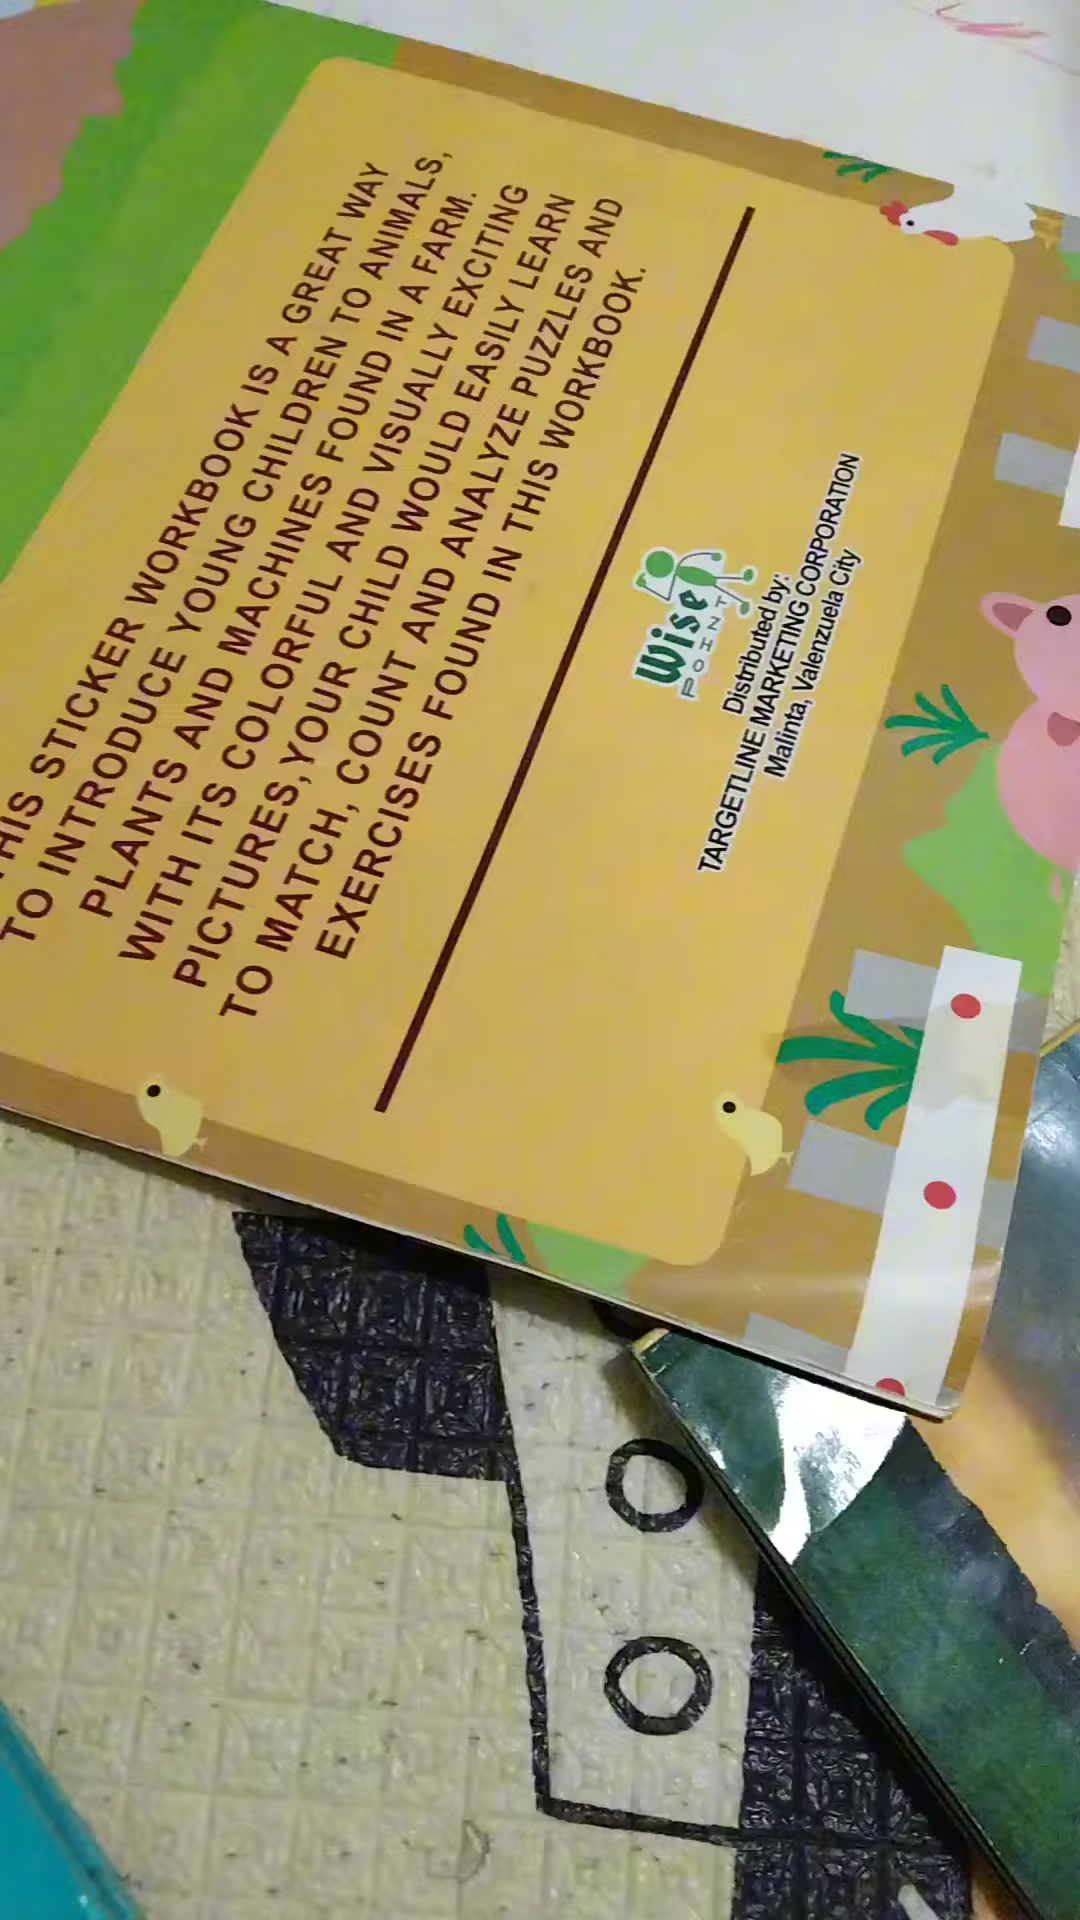 THIS STICKER WORKBOOK IS A GREAT WAY
TO INTRODUCE YOUNG CHILDREN TO ANIMALS,
PLANTS AND MACHINES FOUND IN A FARM.
WITH ITS COLORFUL AND VISUALLY EXCITING
PICTURES,YOUR CHILD WOULD EASILY LEARN
TO MATCH, COUNT AND ANALYZE PUZZLES AND
EXERCISES FOUND IN THIS WORKBOOK.
Wise
Distributed by:
TARGETLINE MARKETING CORPORATION
Malinta, Valenzuela City